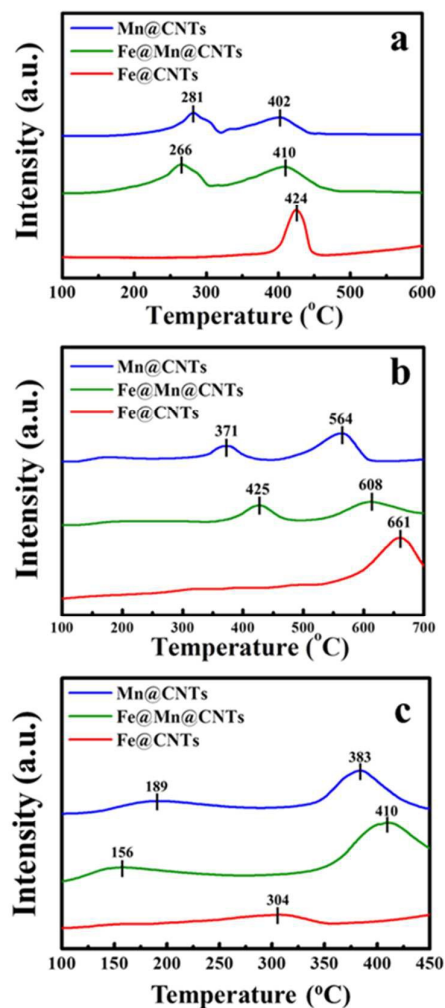 a
Mn@CNTs
Fe@Mn@CNTs
Fe@CNTs
281
402
266
410
424
Intensity (a.u.)
100 200 300 400 500 600
Temperature (°C)
b
Mn@CNTs
Fe@Mn@CNTs
Fe@CNTs
371
564
425
608
661
Intensity (a.u.)
100 200 300 400 500 600 700
Temperature (°C)
c
Mn@CNTs
Fe@Mn@CNTs
Fe@CNTs
189
383
156
410
304
Intensity (a.u.)
100 150 200 250 300 350 400 450
Temperature (ºC)